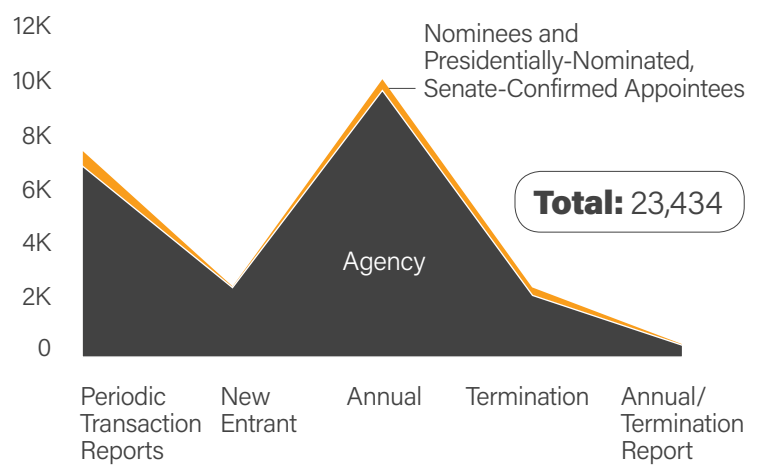 12K
10K
8K
6K
4K
2K
0
Nominees and
Presidentially-Nominated,
Senate-Confirmed Appointees
Total: 23,434
Agency
Periodic
Transaction
Reports
New
Entrant
Annual
Termination
Annual/
Termination
Report